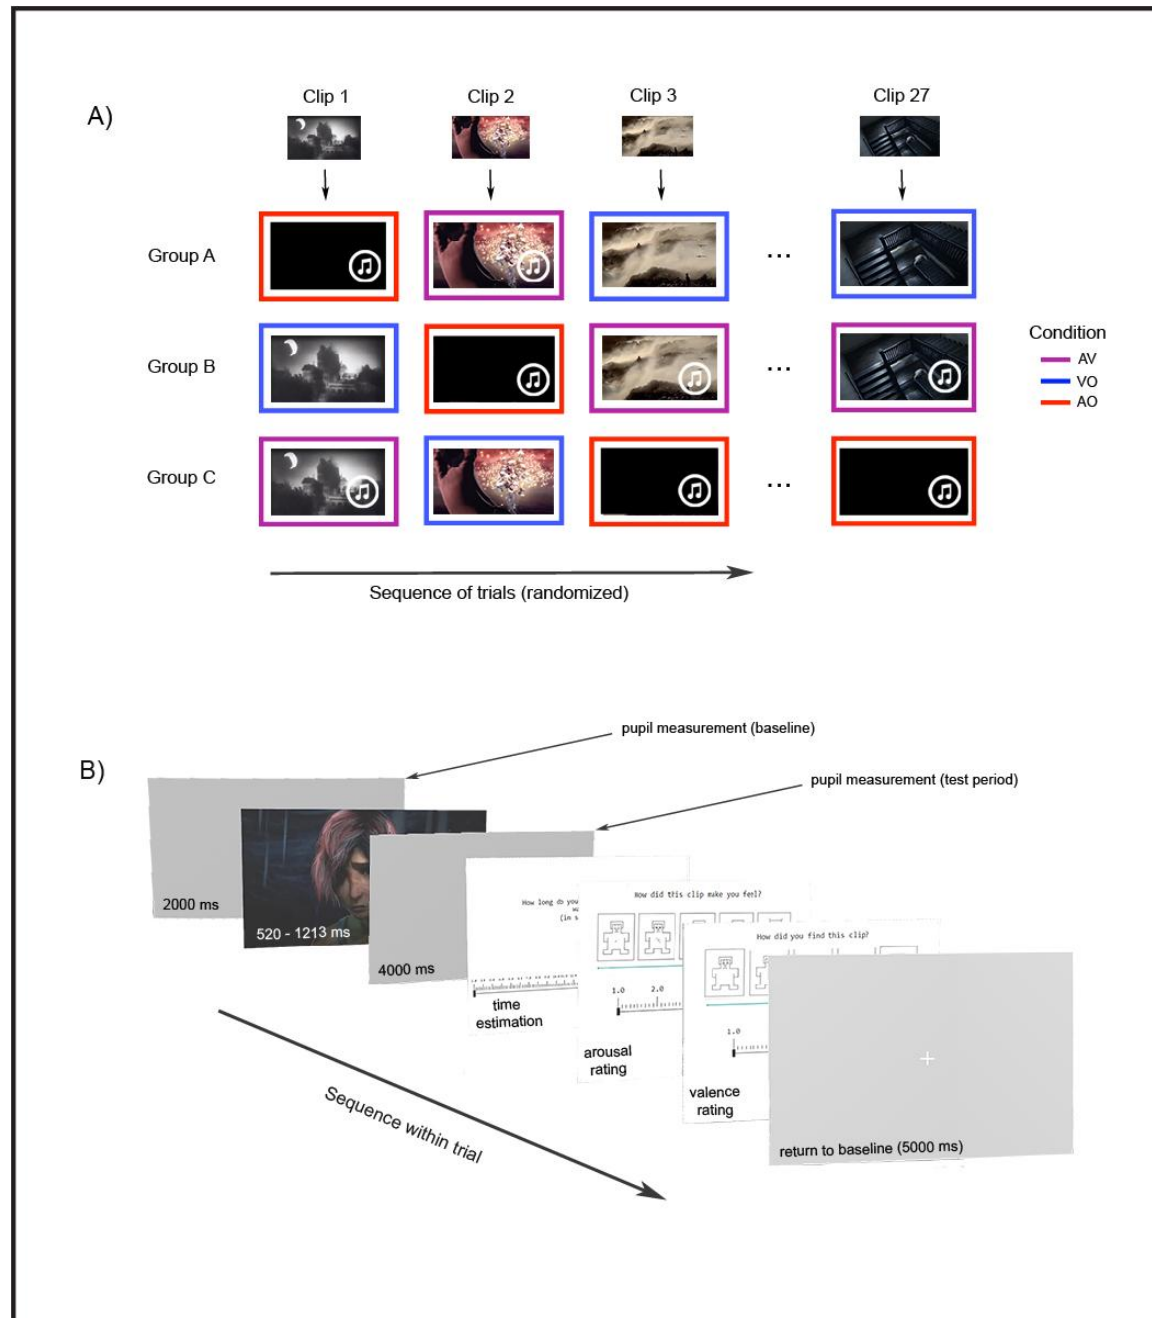 A)
Clip 1
Clip 2
Clip 3
Clip 27
Group A
...
Group B
...
Group C
...
Condition
AV
VO
AO
Sequence of trials (randomized)
B)
pupil measurement (baseline)
pupil measurement (test period)
2000 ms
520 - 1213 ms
4000 ms
How long do you
(in s
time
estimation
How did this clip make you feel?
1.0 2.0
arousal
rating
How did you find this clip?
1.0
valence
rating
return to baseline (5000 ms)
Sequence within trial